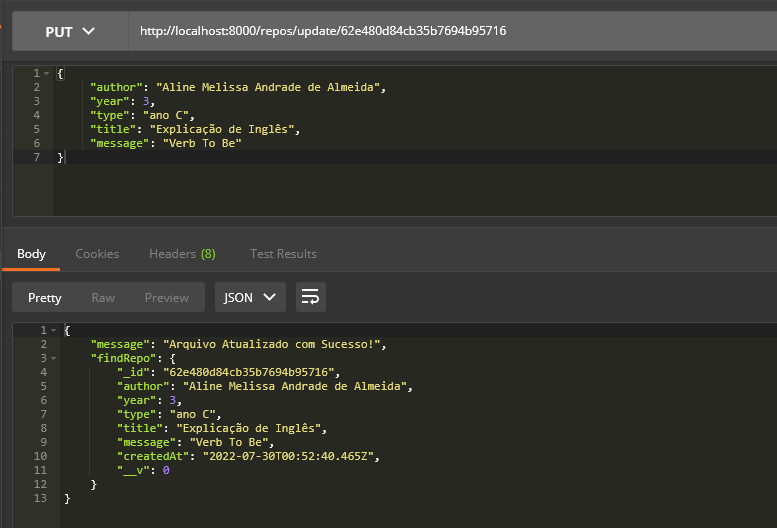 PUT http://localhost:8000/repos/update/62e480d84cb35b7694b95716
1 {
2 "author": "Aline Melissa Andrade de Almeida",
3 "year": 3,
4 "type": "ano C",
5 "title": "Explicação de Inglês",
6 "message": "Verb To Be"
7 }
Body Cookies Headers (8) Test Results
Pretty Raw Preview JSON
1 {
2 "message": "Arquivo Atualizado com Sucesso!",
3 "findRepo": {
4 "_id": "62e480d84cb35b7694b95716",
5 "author": "Aline Melissa Andrade de Almeida",
6 "year": 3,
7 "type": "ano C",
8 "title": "Explicação de Inglês",
9 "message": "Verb To Be",
10 "createdAt": "2022-07-30T00:52:40.465Z",
11 "__v": 0
12 }
13 }